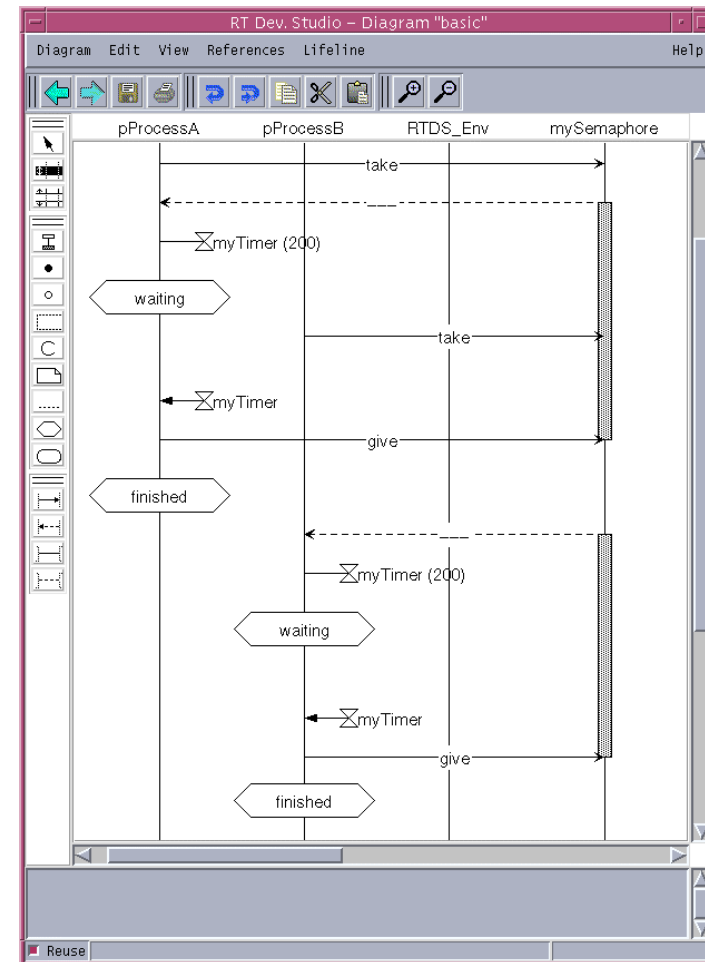 RT Dev. Studio – Diagram "basic"
Diagram Edit View References Lifeline Help
pProcessA pProcessB RTDS_Env mySemaphore
take
___
myTimer (200)
waiting
take
myTimer
give
finished
___
myTimer (200)
waiting
myTimer
give
finished
C
Reuse